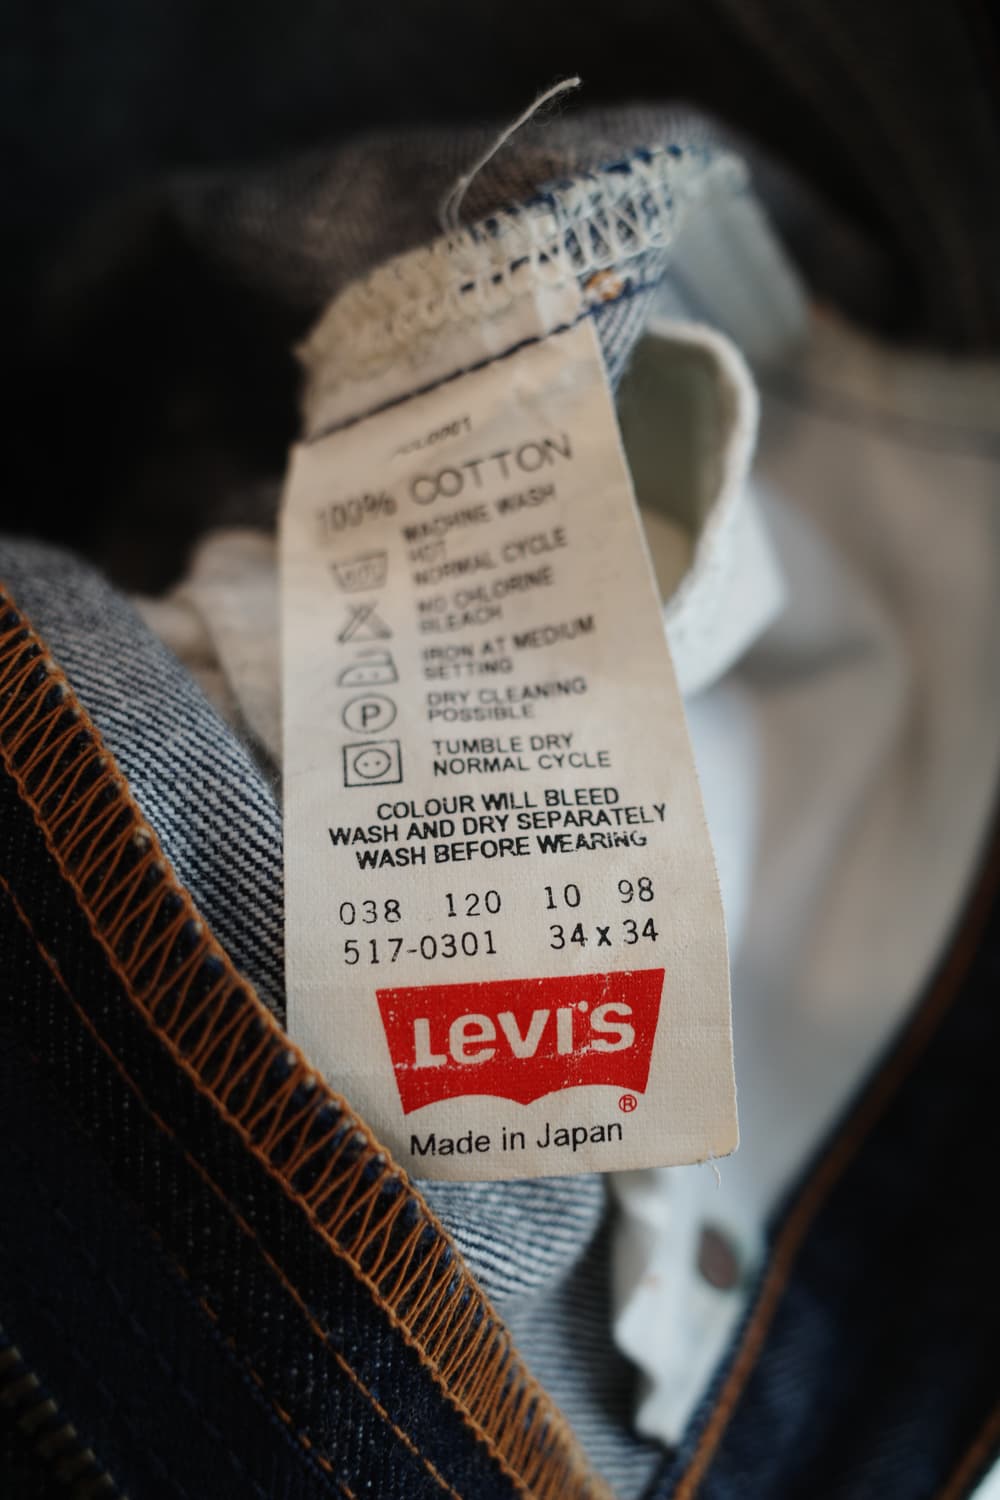 100% COTTON
MACHINE WASH
HOT
NORMAL CYCLE
NO CHLORINE
BLEACH
IRON AT MEDIUM
SETTING
P
DRY CLEANING
POSSIBLE
TUMBLE DRY
NORMAL CYCLE
COLOUR WILL BLEED
WASH AND DRY SEPARATELY
WASH BEFORE WEARING
038 120 10 98
517-0301 34 x 34
LEVI'S
®
Made in Japan